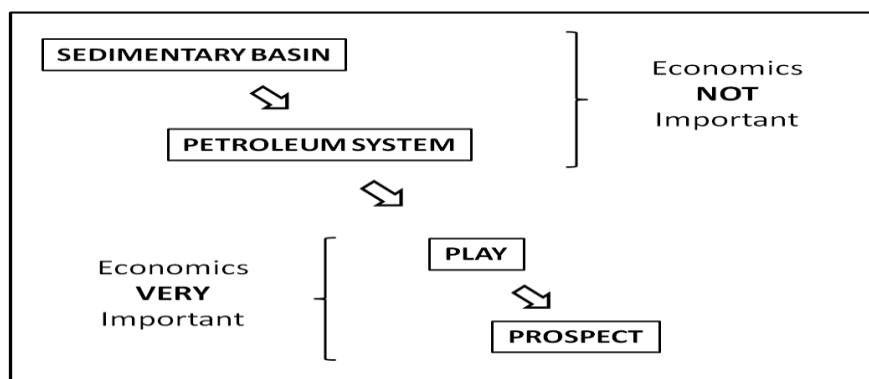 SEDIMENTARY BASIN
Economics
NOT
Important
PETROLEUM SYSTEM
PLAY
Economics
VERY
Important
PROSPECT